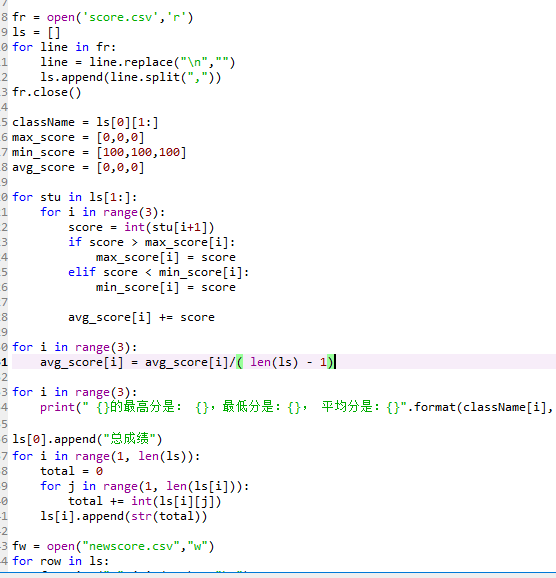 7
8 fr = open('score.csv','r')
9 ls = []
0 for line in fr:
1     line = line.replace("\n","")
2     ls.append(line.split(","))
3 fr.close()
4
5 className = ls[0][1:]
6 max_score = [0,0,0]
7 min_score = [100,100,100]
8 avg_score = [0,0,0]
9
0 for stu in ls[1:]:
1     for i in range(3):
2         score = int(stu[i+1])
3         if score > max_score[i]:
4             max_score[i] = score
5         elif score < min_score[i]:
6             min_score[i] = score
7
8         avg_score[i] += score
9
0 for i in range(3):
1     avg_score[i] = avg_score[i]/( len(ls) - 1)
2
3 for i in range(3):
4     print(" {}的最高分是： {}，最低分是：{}， 平均分是：{}".format(className[i],
5
6 ls[0].append("总成绩")
7 for i in range(1, len(ls)):
8     total = 0
9     for j in range(1, len(ls[i])):
0         total += int(ls[i][j])
1     ls[i].append(str(total))
2
3 fw = open("newscore.csv","w")
4 for row in ls: